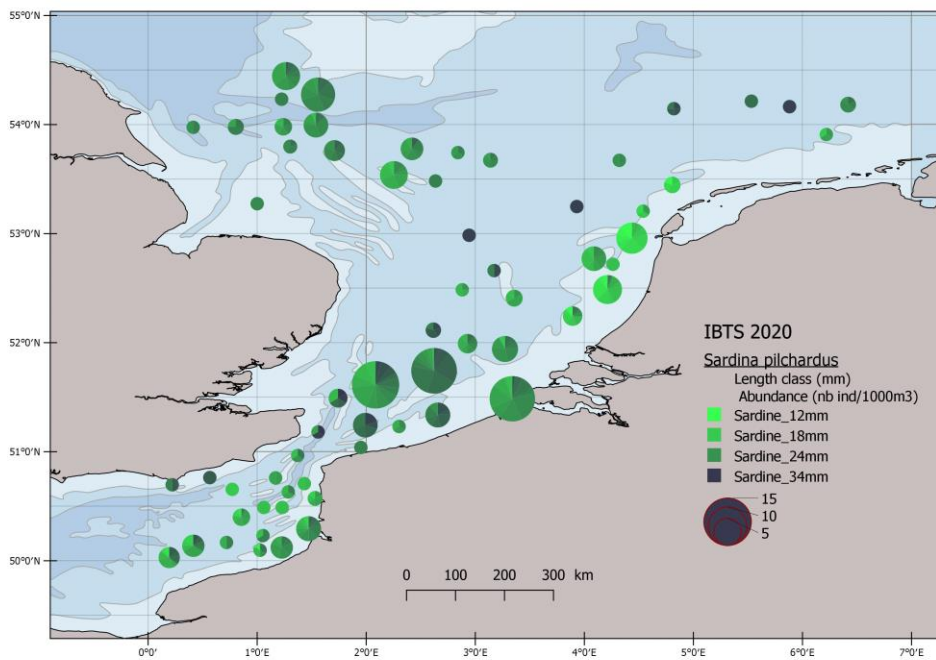 55°0'N
54°0'N
53°0'N
52°0'N
51°0'N
50°0'N
IBTS 2020
Sardina pilchardus
Length class (mm)
Abundance (nb ind/1000m3)
Sardine_12mm
Sardine_18mm
Sardine_24mm
Sardine_34mm
15
10
5
0 100 200 300 km
0°0' 1°0'E 2°0'E 3°0'E 4°0'E 5°0'E 6°0'E 7°0'E